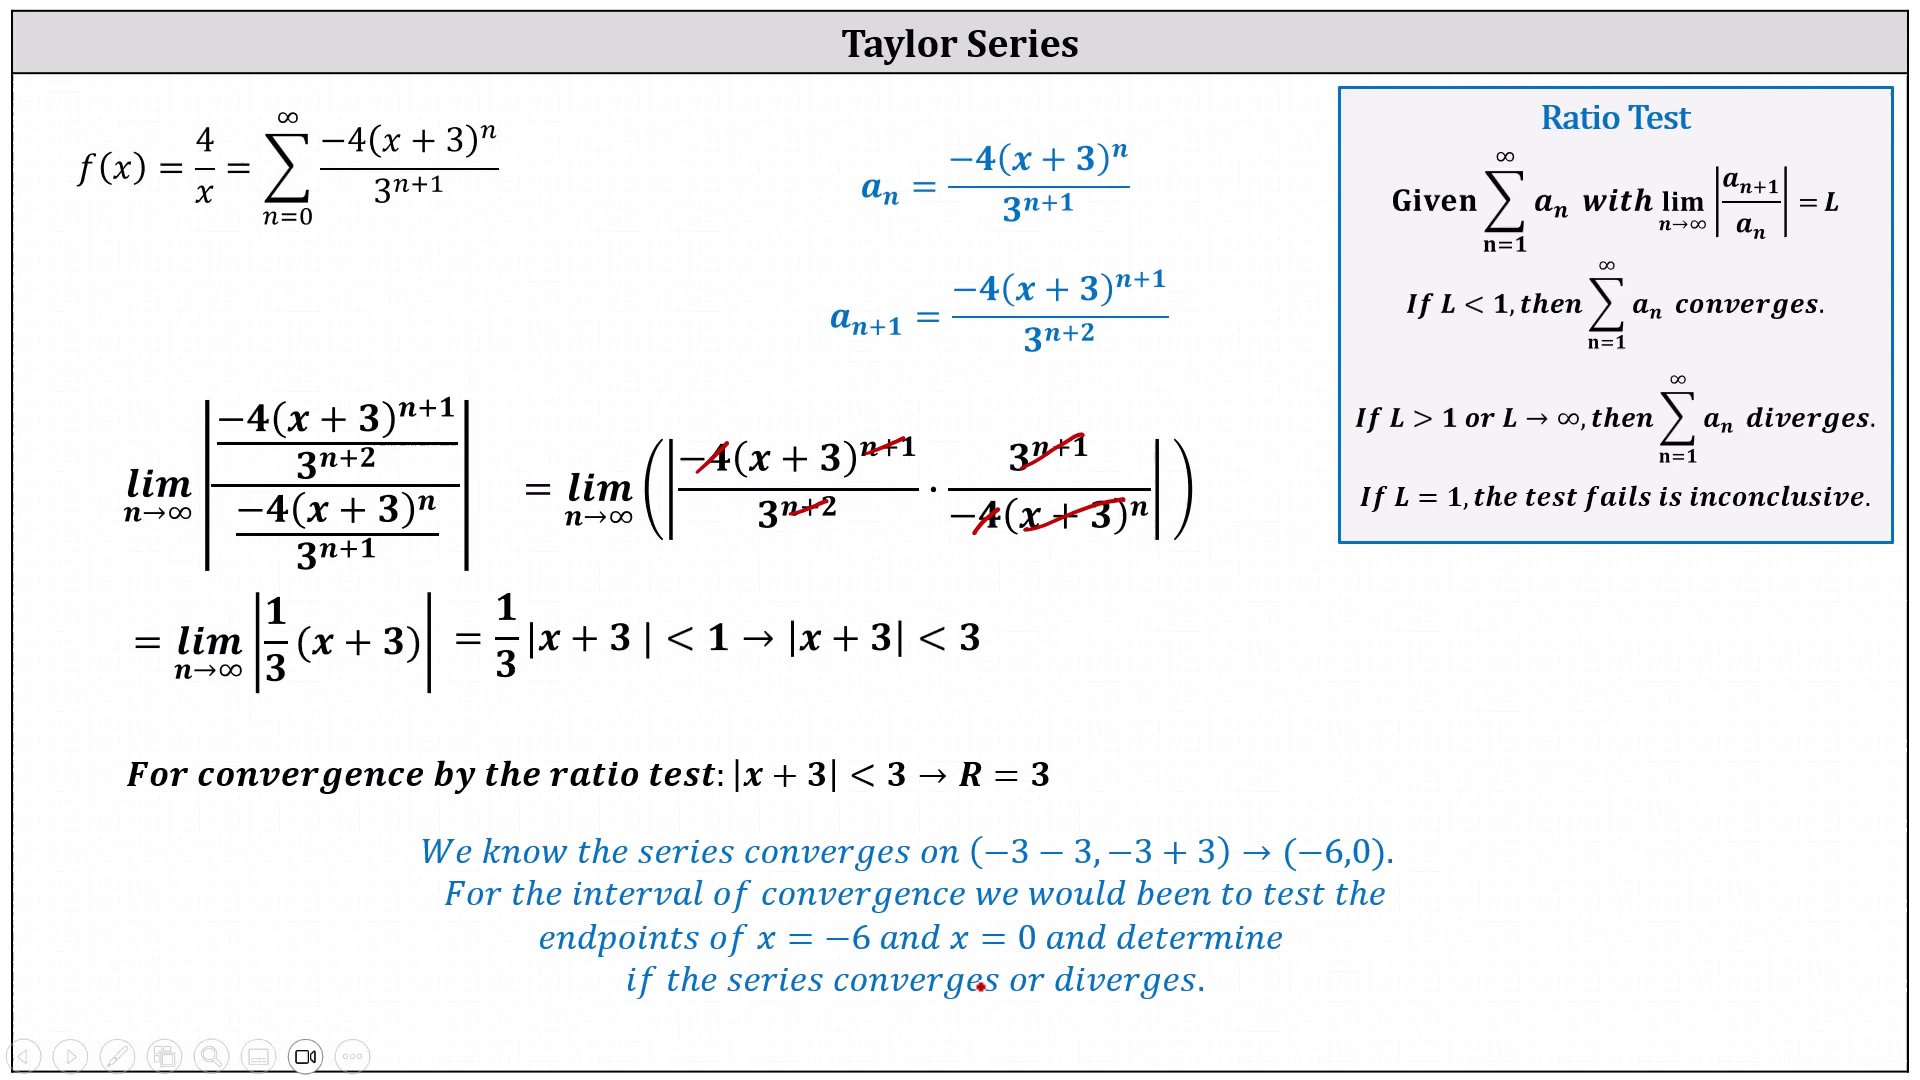 Taylor Series
f(x) = 4/x = ∑_{n=0}^{∞} −4(x + 3)^n / 3^{n+1}
a_n = −4(x + 3)^n / 3^{n+1}
a_{n+1} = −4(x + 3)^{n+1} / 3^{n+2}
Ratio Test
Given ∑_{n=1}^{∞} a_n with lim_{n→∞} |a_{n+1} / a_n| = L
If L < 1, then ∑_{n=1}^{∞} a_n converges.
If L > 1 or L → ∞, then ∑_{n=1}^{∞} a_n diverges.
If L = 1, the test fails is inconclusive.
lim_{n→∞} |(−4(x + 3)^{n+1} / 3^{n+2}) / (−4(x + 3)^n / 3^{n+1})| = lim_{n→∞} (|−4(x + 3)^{n+1} / 3^{n+2} · 3^{n+1} / −4(x + 3)^n|)
= lim_{n→∞} |1/3 (x + 3)| = 1/3 |x + 3 | < 1 → |x + 3| < 3
For convergence by the ratio test: |x + 3| < 3 → R = 3
We know the series converges on (−3 − 3, −3 + 3) → (−6,0).
For the interval of convergence we would been to test the
endpoints of x = −6 and x = 0 and determine
if the series converges or diverges.